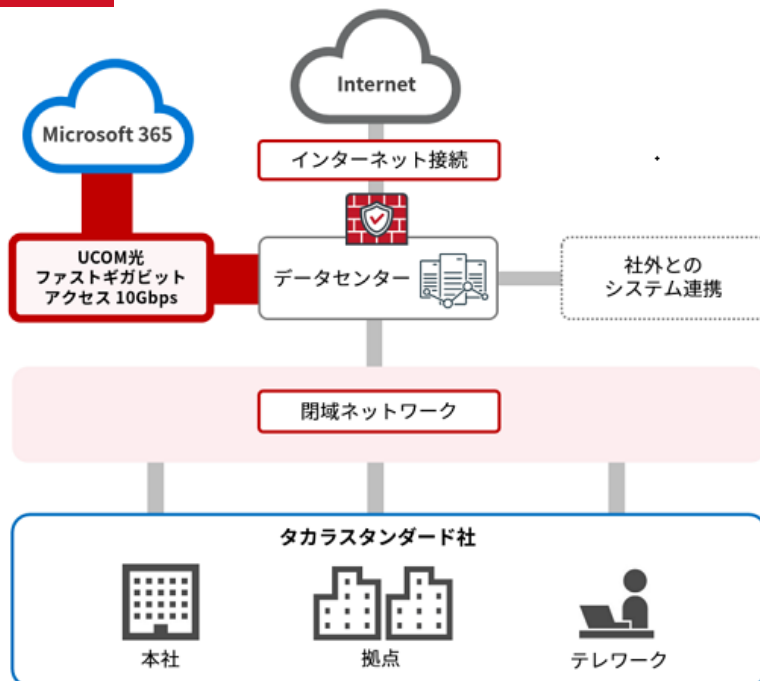 Internet
Microsoft 365
インターネット接続
UCOM光
ファストギガビット
アクセス 10Gbps
データセンター
社外との
システム連携
閉域ネットワーク
タカラスタンダード社
本社
拠点
テレワーク